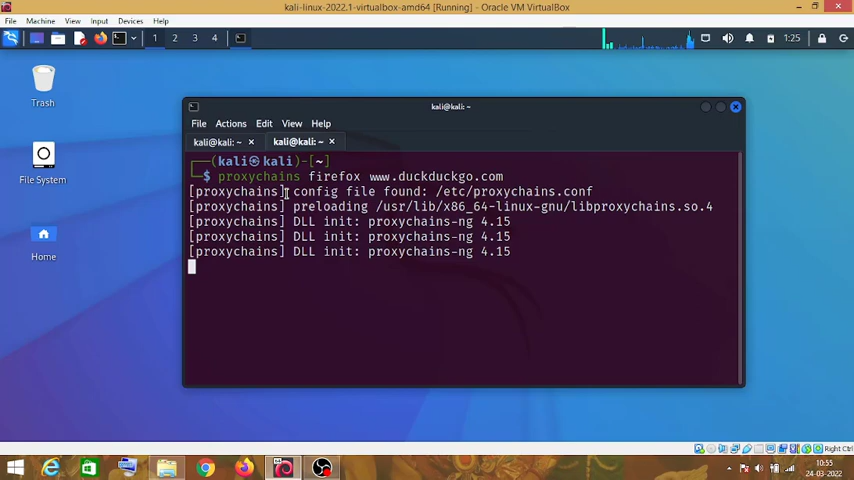 kali-linux-2022.1-virtualbox-amd64 [Running] - Oracle VM VirtualBox
File Machine View Input Devices Help
1 2 3 4 1:25
Trash
File System
Home
kali@kali: ~
File Actions Edit View Help
kali@kali: ~ × kali@kali: ~ ×
┌──(kali㉿kali)-[~]
└─$ proxychains firefox www.duckduckgo.com
[proxychains] config file found: /etc/proxychains.conf
[proxychains] preloading /usr/lib/x86_64-linux-gnu/libproxychains.so.4
[proxychains] DLL init: proxychains-ng 4.15
[proxychains] DLL init: proxychains-ng 4.15
[proxychains] DLL init: proxychains-ng 4.15
Right Ctrl
10:55
24-03-2022